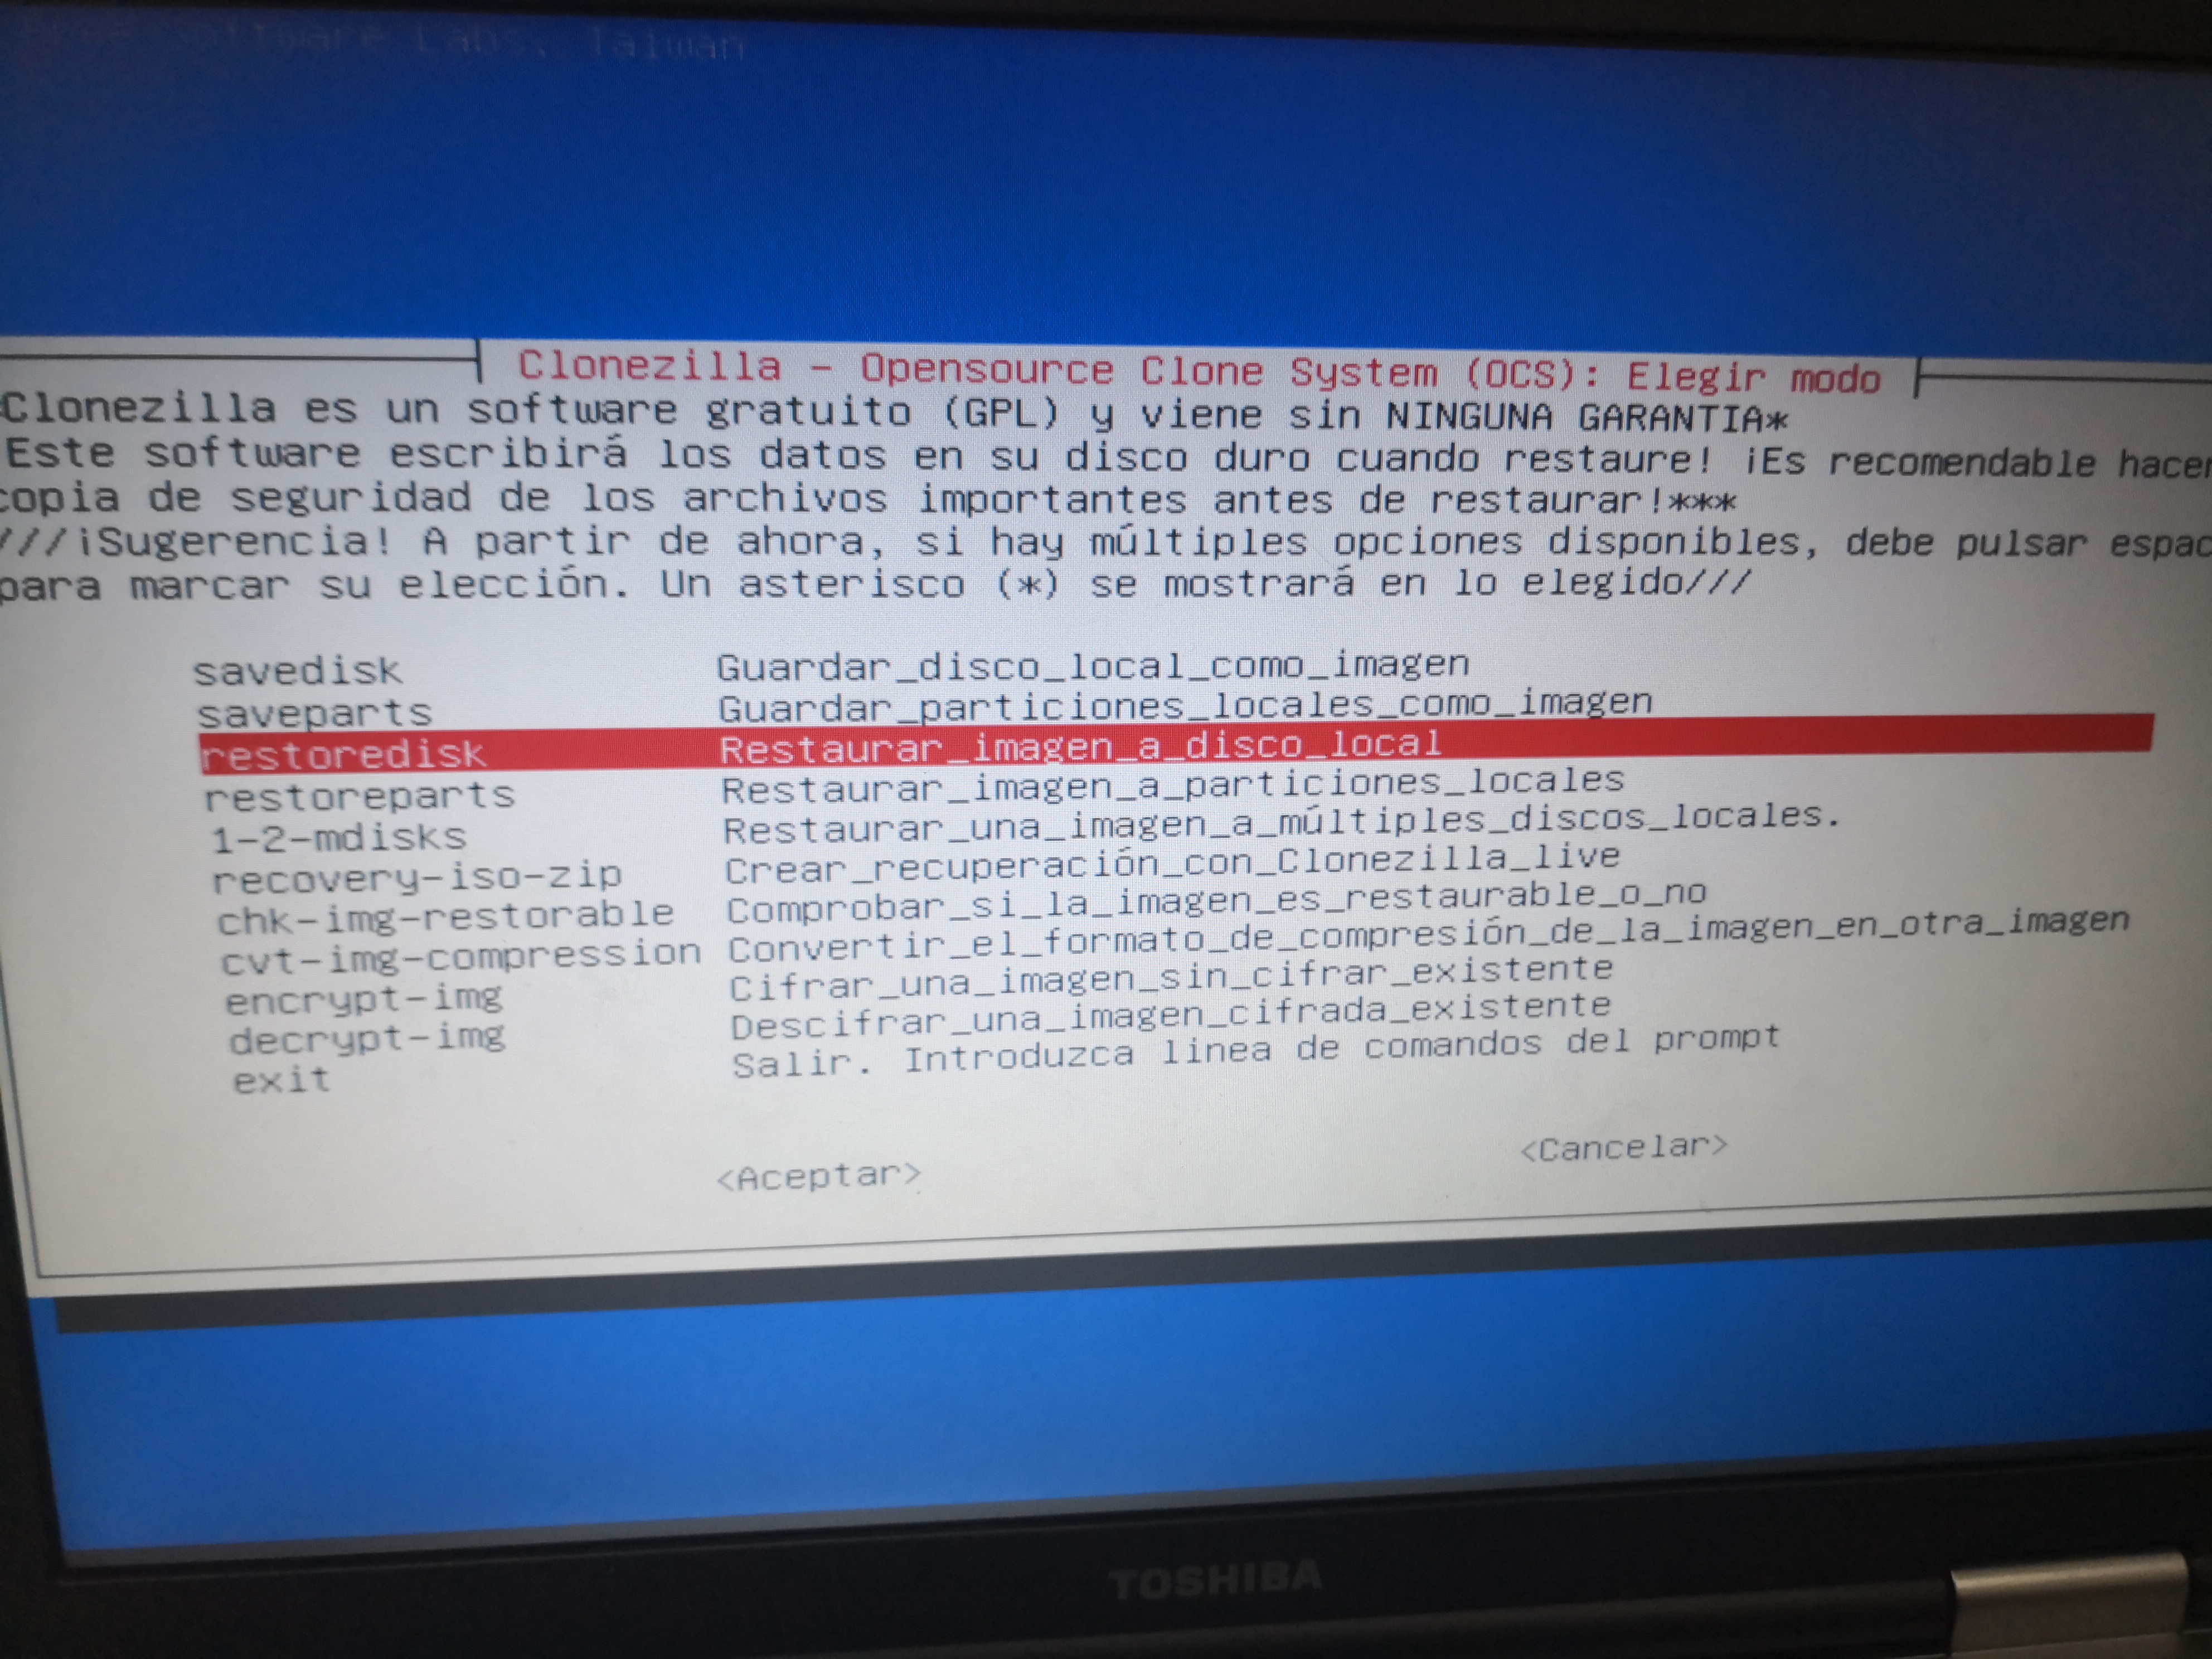 Free Software Labs, Taiwan
Clonezilla - Opensource Clone System (OCS): Elegir modo
Clonezilla es un software gratuito (GPL) y viene sin NINGUNA GARANTIA*
Este software escribirá los datos en su disco duro cuando restaure! ¡Es recomendable hacer
copia de seguridad de los archivos importantes antes de restaurar!***
///¡Sugerencia! A partir de ahora, si hay múltiples opciones disponibles, debe pulsar espac
para marcar su elección. Un asterisco (*) se mostrará en lo elegido///
savedisk Guardar_disco_local_como_imagen
saveparts Guardar_particiones_locales_como_imagen
restoredisk Restaurar_imagen_a_disco_local
restoreparts Restaurar_imagen_a_particiones_locales
1-2-mdisks Restaurar_una_imagen_a_múltiples_discos_locales.
recovery-iso-zip Crear_recuperación_con_Clonezilla_live
chk-img-restorable Comprobar_si_la_imagen_es_restaurable_o_no
cvt-img-compression Convertir_el_formato_de_compresión_de_la_imagen_en_otra_imagen
encrypt-img Cifrar_una_imagen_sin_cifrar_existente
decrypt-img Descifrar_una_imagen_cifrada_existente
exit Salir. Introduzca linea de comandos del prompt
<Aceptar> <Cancelar>
TOSHIBA